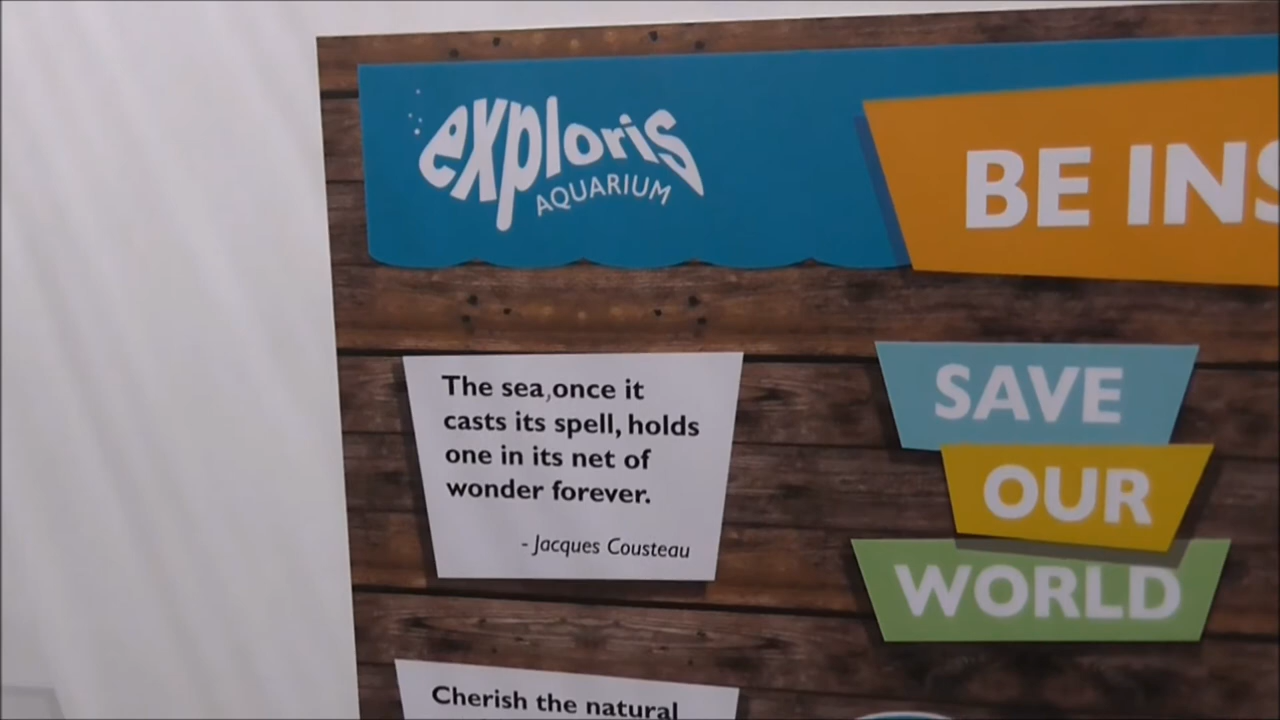 exploris
AQUARIUM
BE INS
The sea,once it
casts its spell, holds
one in its net of
wonder forever.
- Jacques Cousteau
SAVE
OUR
WORLD
Cherish the natural